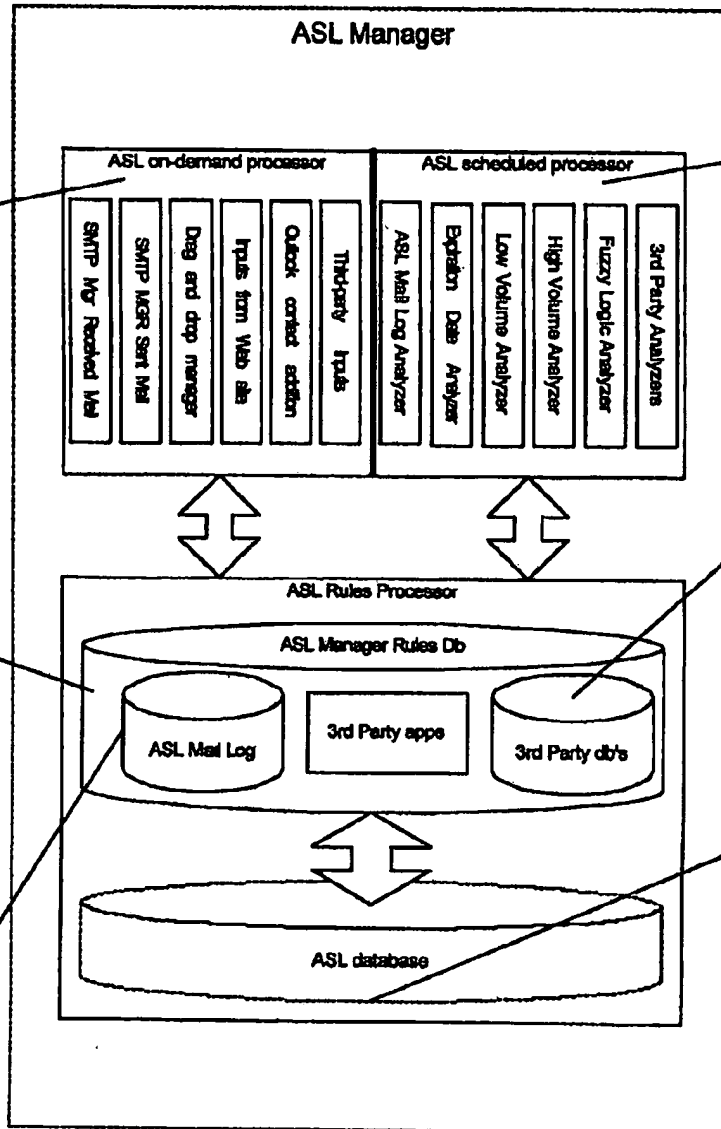 ASL Manager
ASL on-demand processor
ASL scheduled processor
SMTP Mgr Received Mail
SMTP MGR Sent Mail
Drag and drop manager
Inputs from Web site
Outlook contact addition
Third-party inputs
ASL Mail Log Analyzer
Expiration Date Analyzer
Low Volume Analyzer
High Volume Analyzer
Fuzzy Logic Analyzer
3rd Party Analyzers
ASL Rules Processor
ASL Manager Rules Db
ASL Mail Log
3rd Party apps
3rd Party db's
ASL database